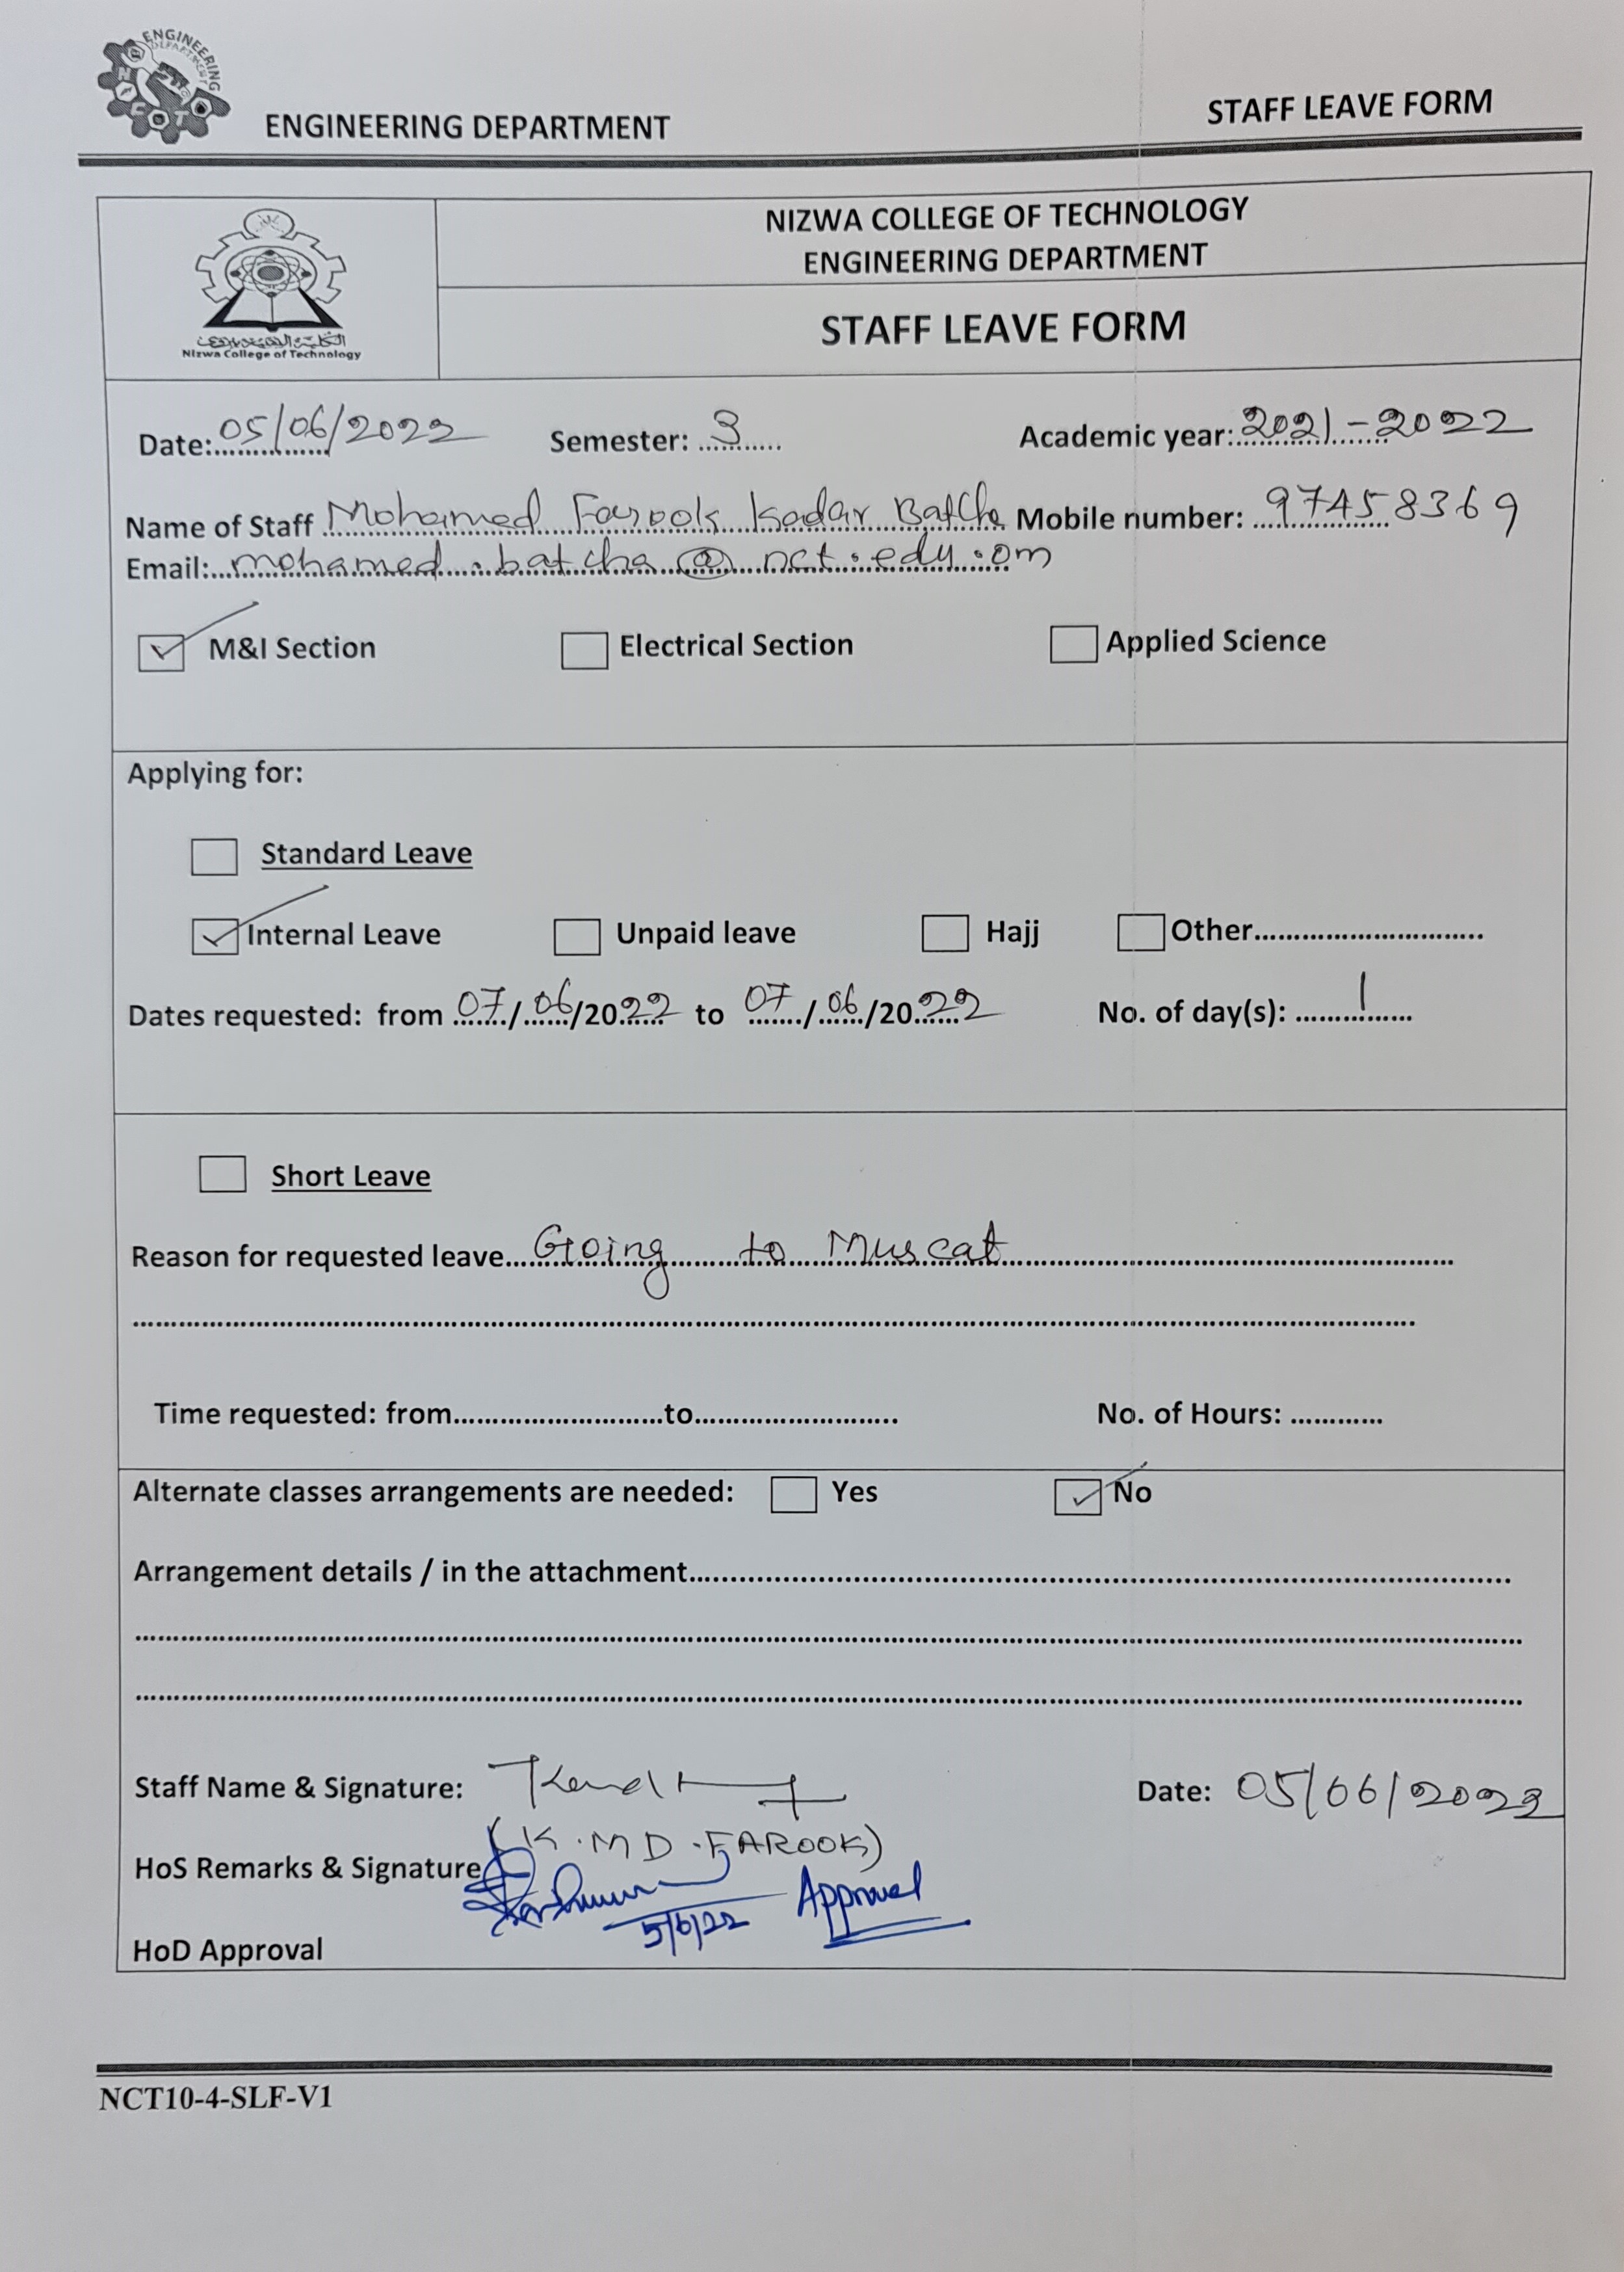 ENGINEERING DEPARTMENT
ENGINEERING DEPARTMENT STAFF LEAVE FORM
Nizwa College of Technology
NIZWA COLLEGE OF TECHNOLOGY
ENGINEERING DEPARTMENT
STAFF LEAVE FORM
Date: 05/06/2022 Semester: 3 Academic year: 2021-2022
Name of Staff Mohamed Farook Kadar Batcha Mobile number: 97458369
Email: mohamed.batcha@nct.edu.om
M&I Section Electrical Section Applied Science
Applying for:
Standard Leave
Internal Leave Unpaid leave Hajj Other
Dates requested: from 07/06/2022 to 07/06/2022 No. of day(s): 1
Short Leave
Reason for requested leave Going to Muscat
Time requested: from to No. of Hours:
Alternate classes arrangements are needed: Yes No
Arrangement details / in the attachment
Staff Name & Signature: Date: 05/06/2022
(K.MD.FAROOK)
HoS Remarks & Signature Approved
5/6/22
HoD Approval
NCT10-4-SLF-V1